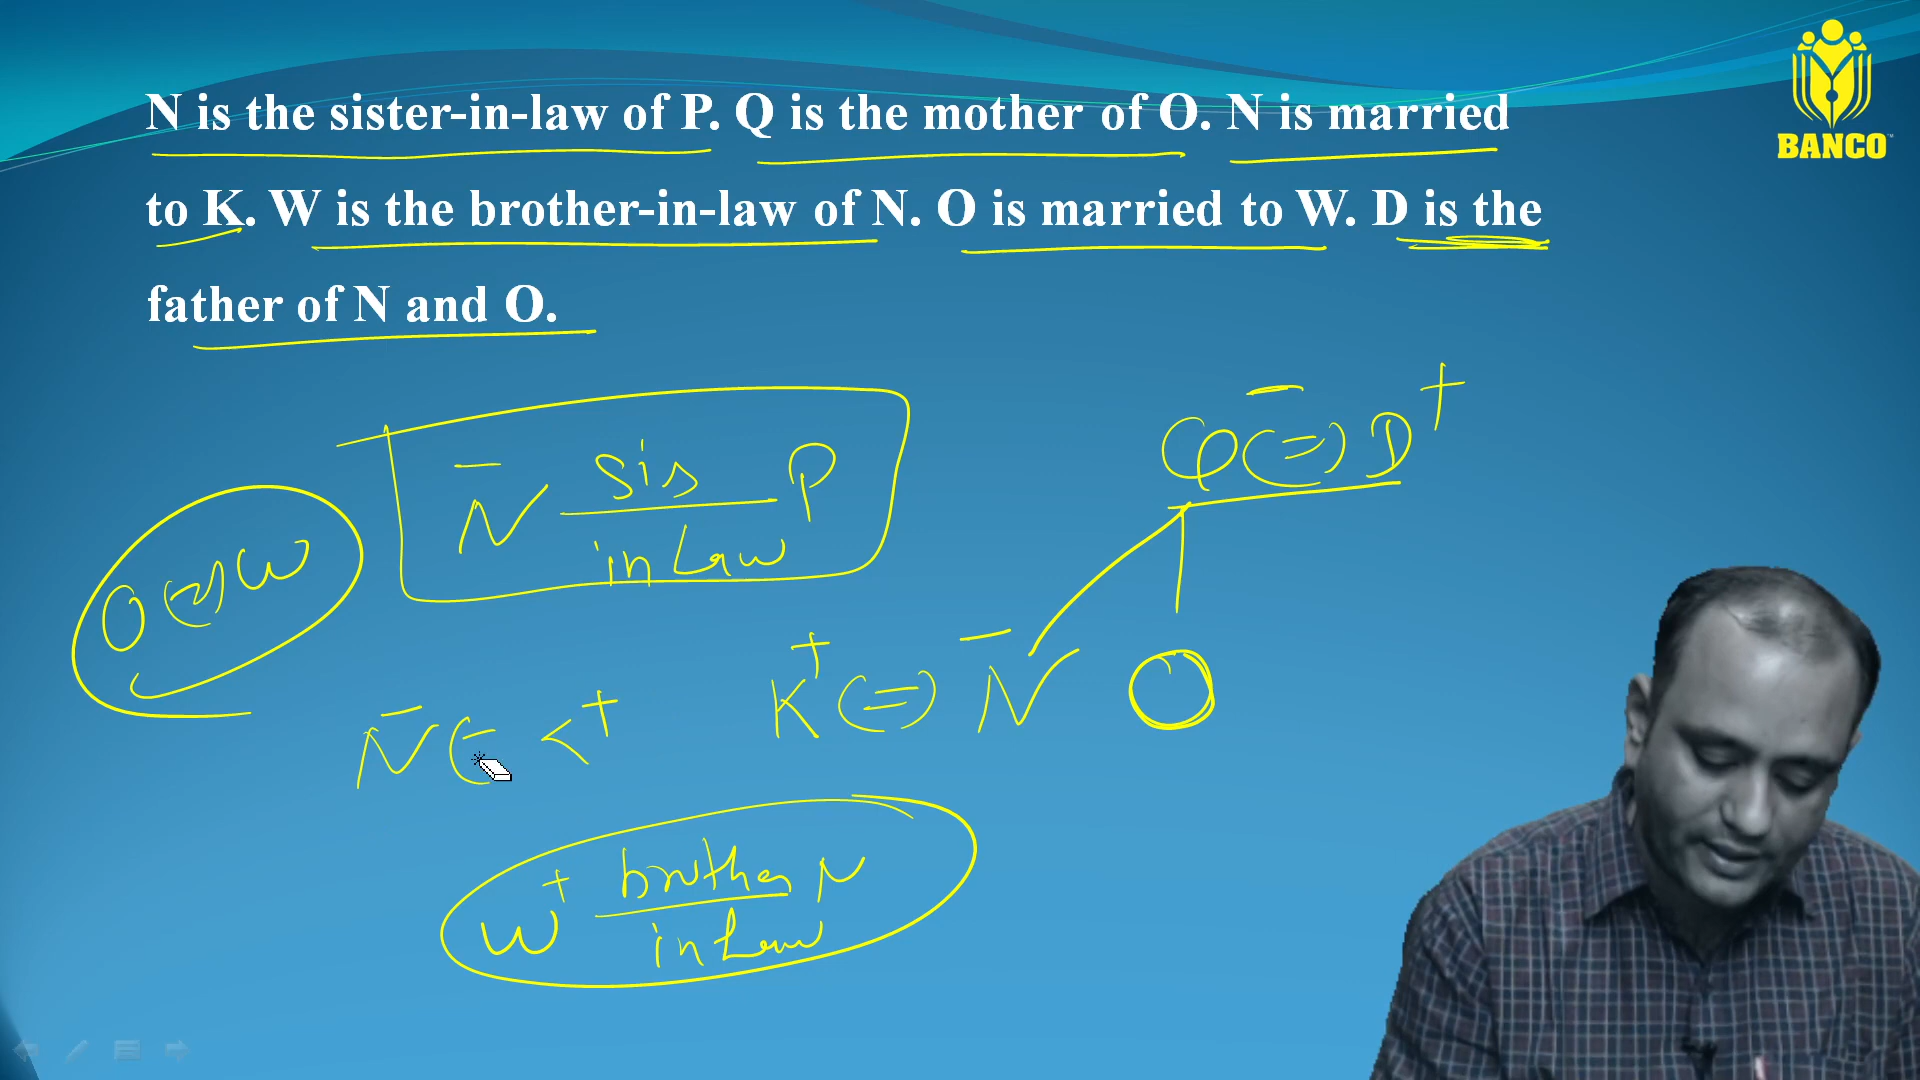 N is the sister-in-law of P. Q is the mother of O. N is married
to K. W is the brother-in-law of N. O is married to W. D is the
father of N and O.
BANCO
Q (=) D +
N sis in Law P
O (=) W
K + (=) N O
N K +
W + brother in Law N